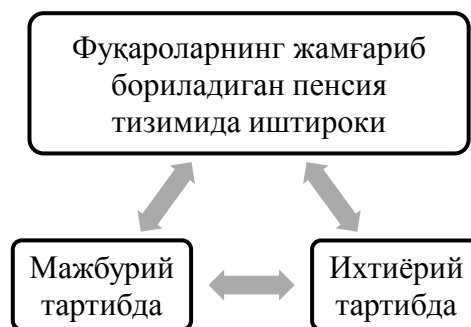 Фуқароларнинг жамғариб
бориладиган пенсия
тизимида иштироки
Мажбурий
тартибда
Ихтиёрий
тартибда